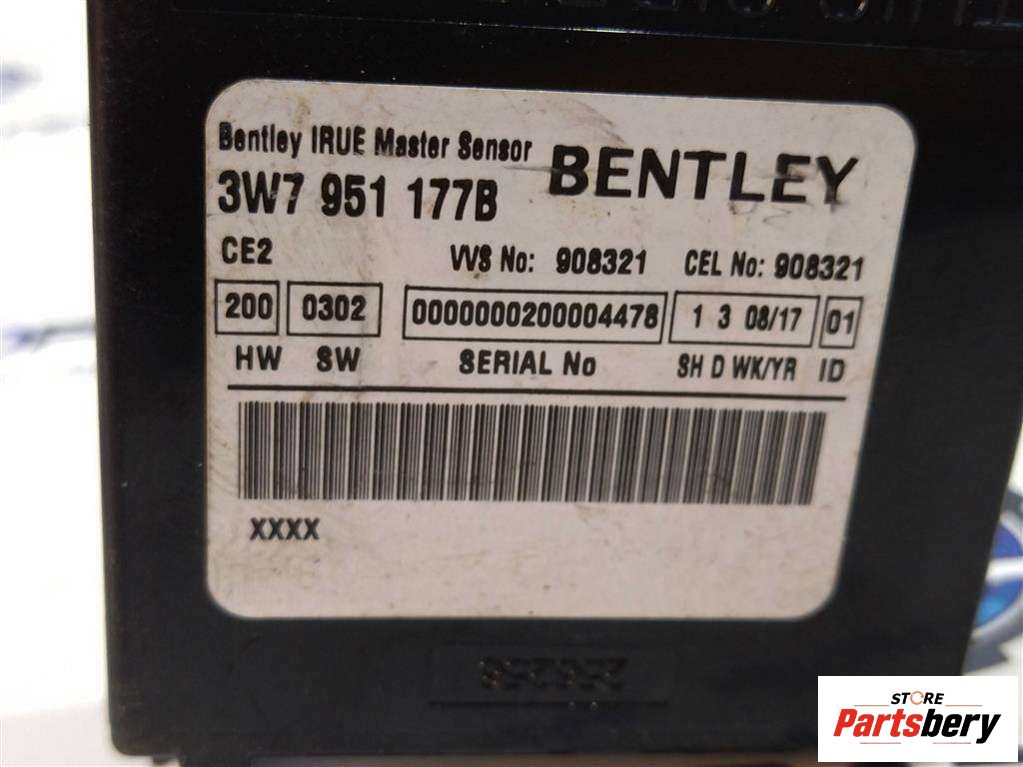 Bentley IRUE Master Sensor
BENTLEY
3W7 951 177B
CE2 VVS No: 908321 CEL No: 908321
200 0302 0000000200004478 1 3 08/17 01
HW SW SERIAL No SH D WK/YR ID
XXXX
STORE
Partsbery